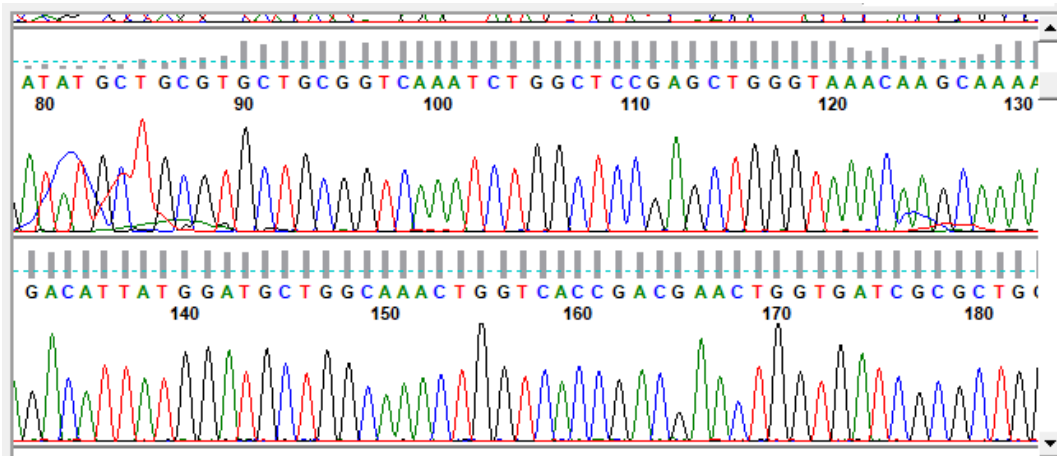 ATATGCTGCGTGCTGCGGTCAAATCTGGCTCCGAGCTGGGTAAACAAGCAAAA
80 90 100 110 120 130
GACATTATGGATGCTGGCAAACTGGTCACCGACGAACTGGTGATCGCGCTG
140 150 160 170 180